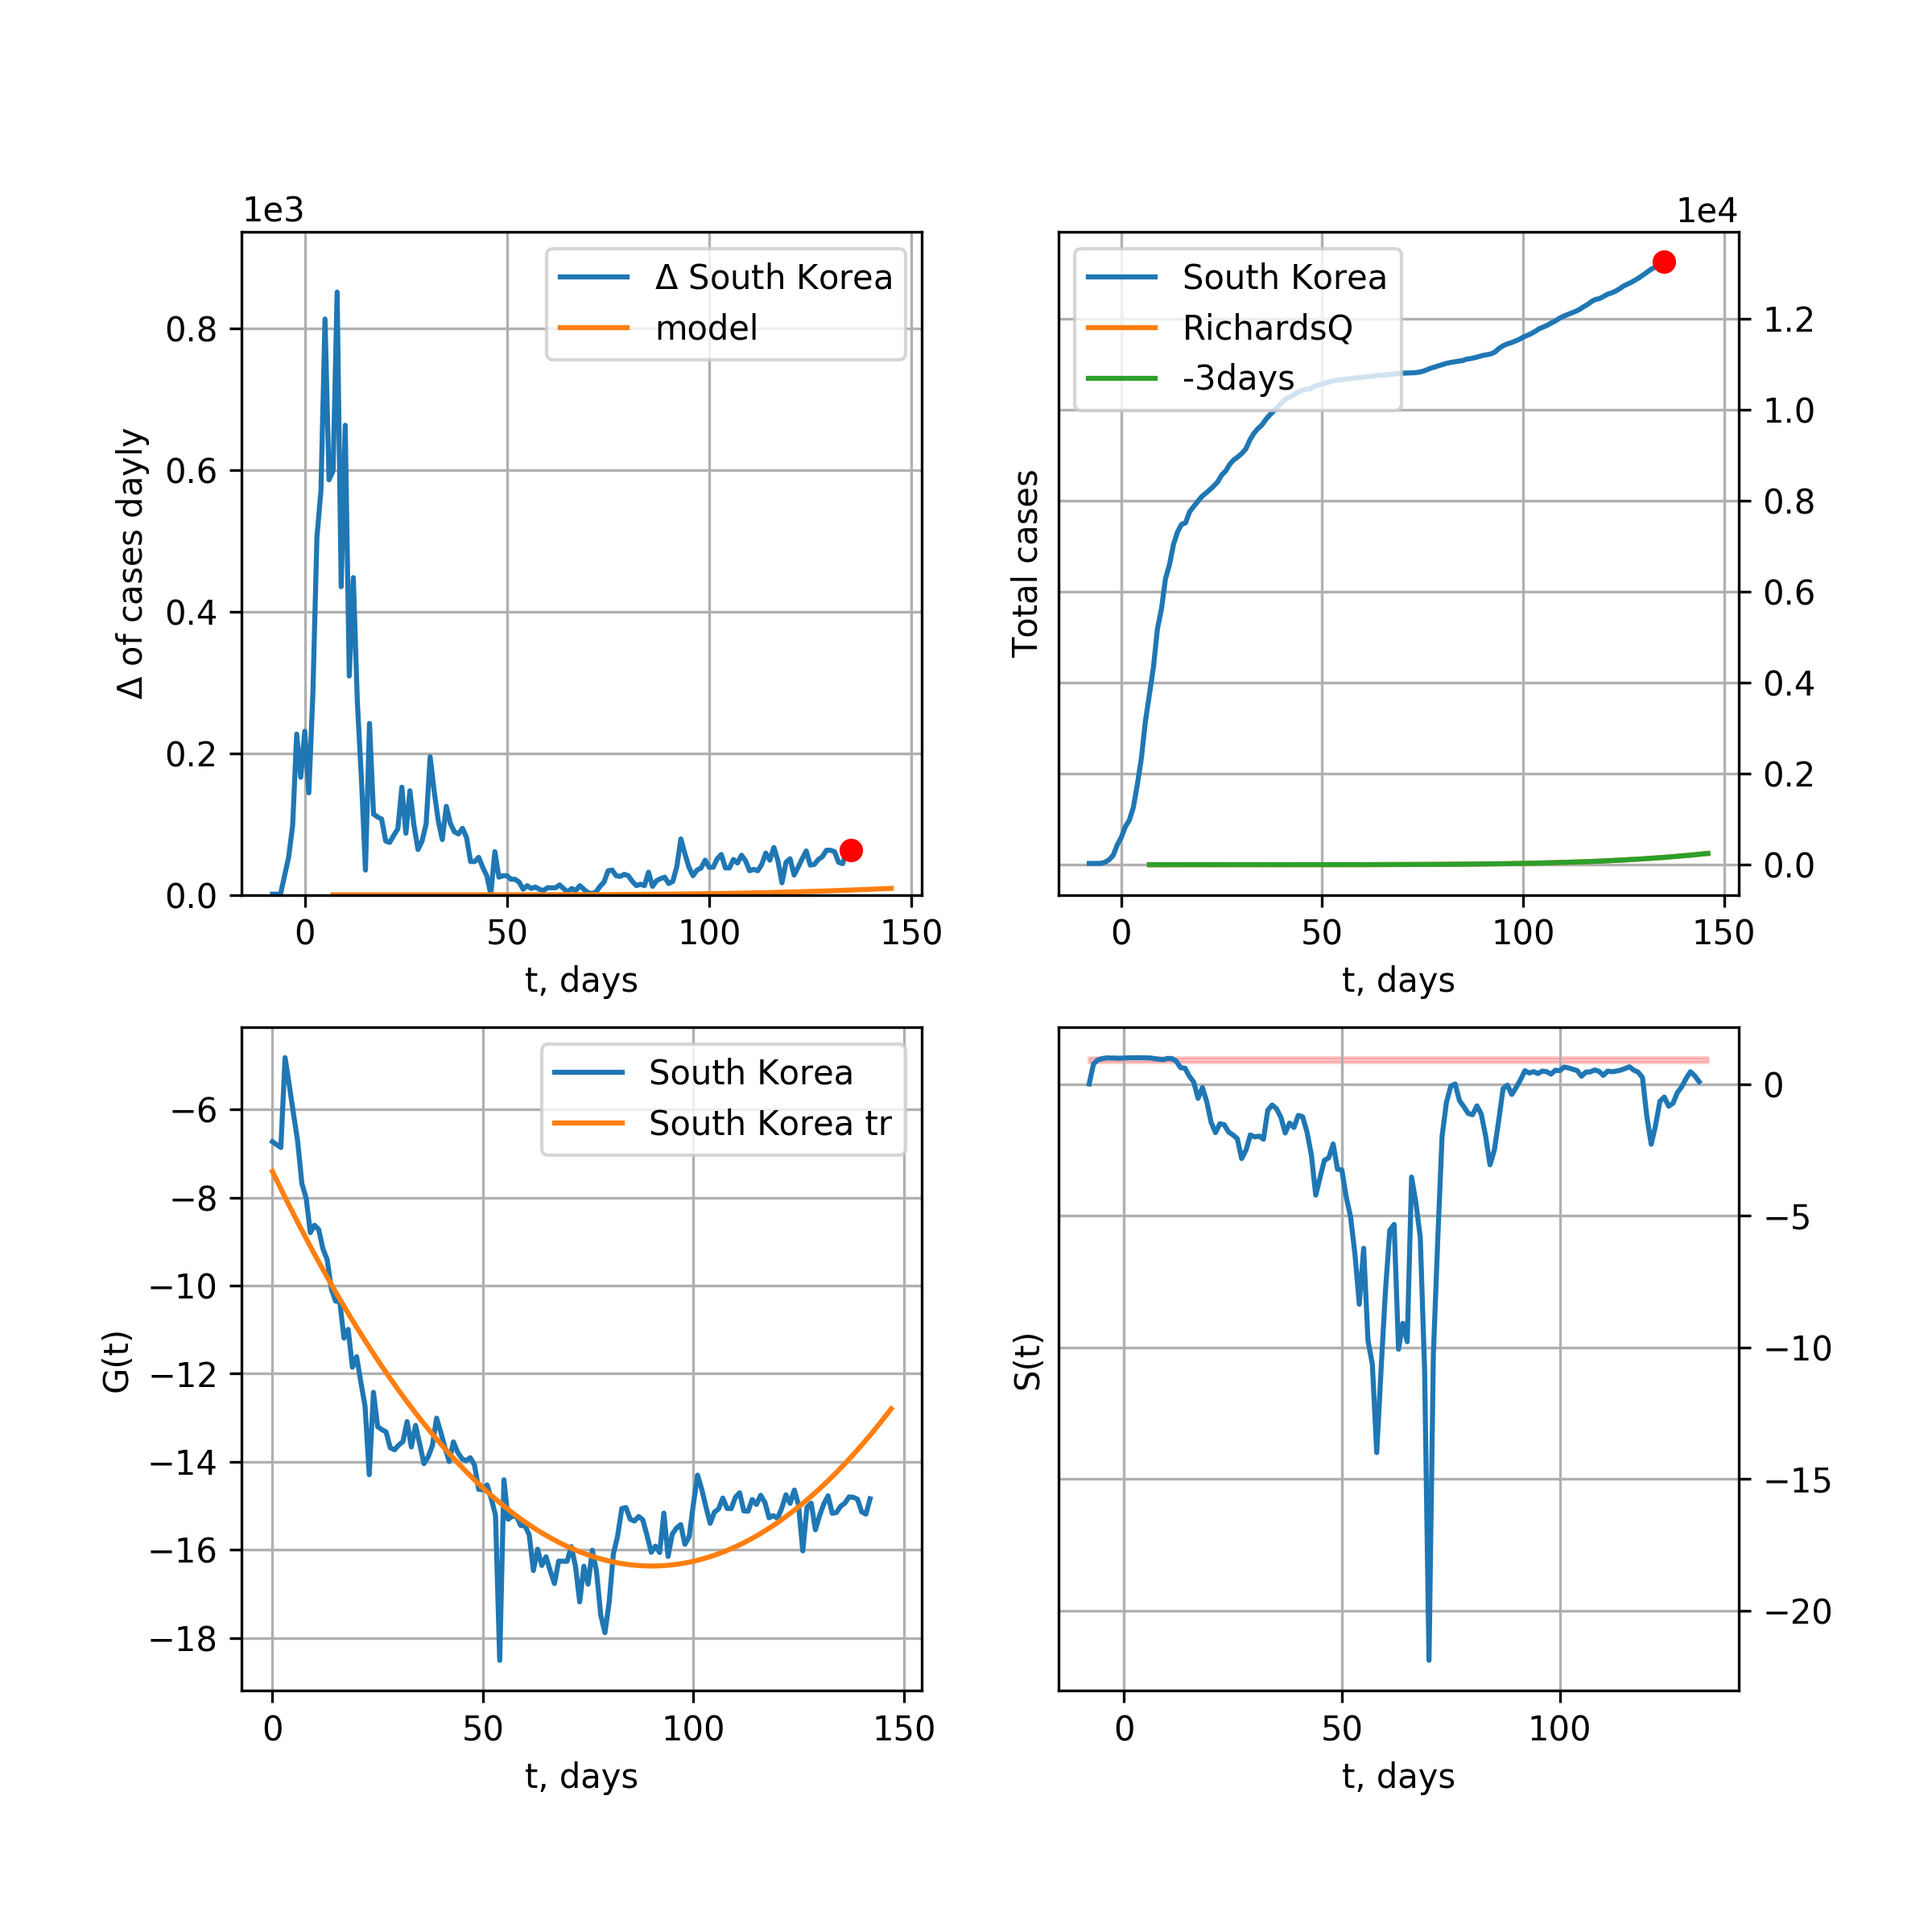 1e3
Δ South Korea
model
Δ of cases dayly
0.8
0.6
0.4
0.2
0.0
0 50 100 150
t, days
1e4
South Korea
RichardsQ
-3days
Total cases
1.2
1.0
0.8
0.6
0.4
0.2
0.0
0 50 100 150
t, days
South Korea
South Korea tr
G(t)
−6
−8
−10
−12
−14
−16
−18
0 50 100 150
t, days
S(t)
0
−5
−10
−15
−20
0 50 100
t, days